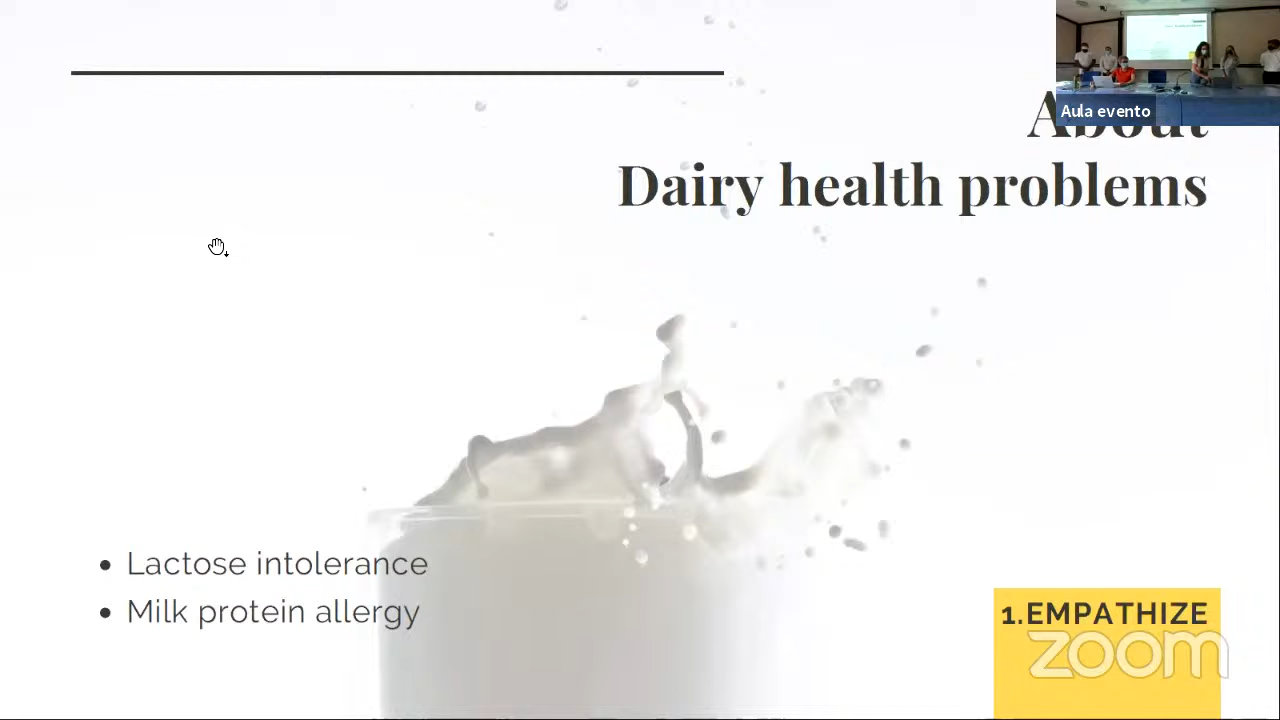 Aula evento
About
Dairy health problems
Lactose intolerance
Milk protein allergy
1.EMPATHIZE
zoom